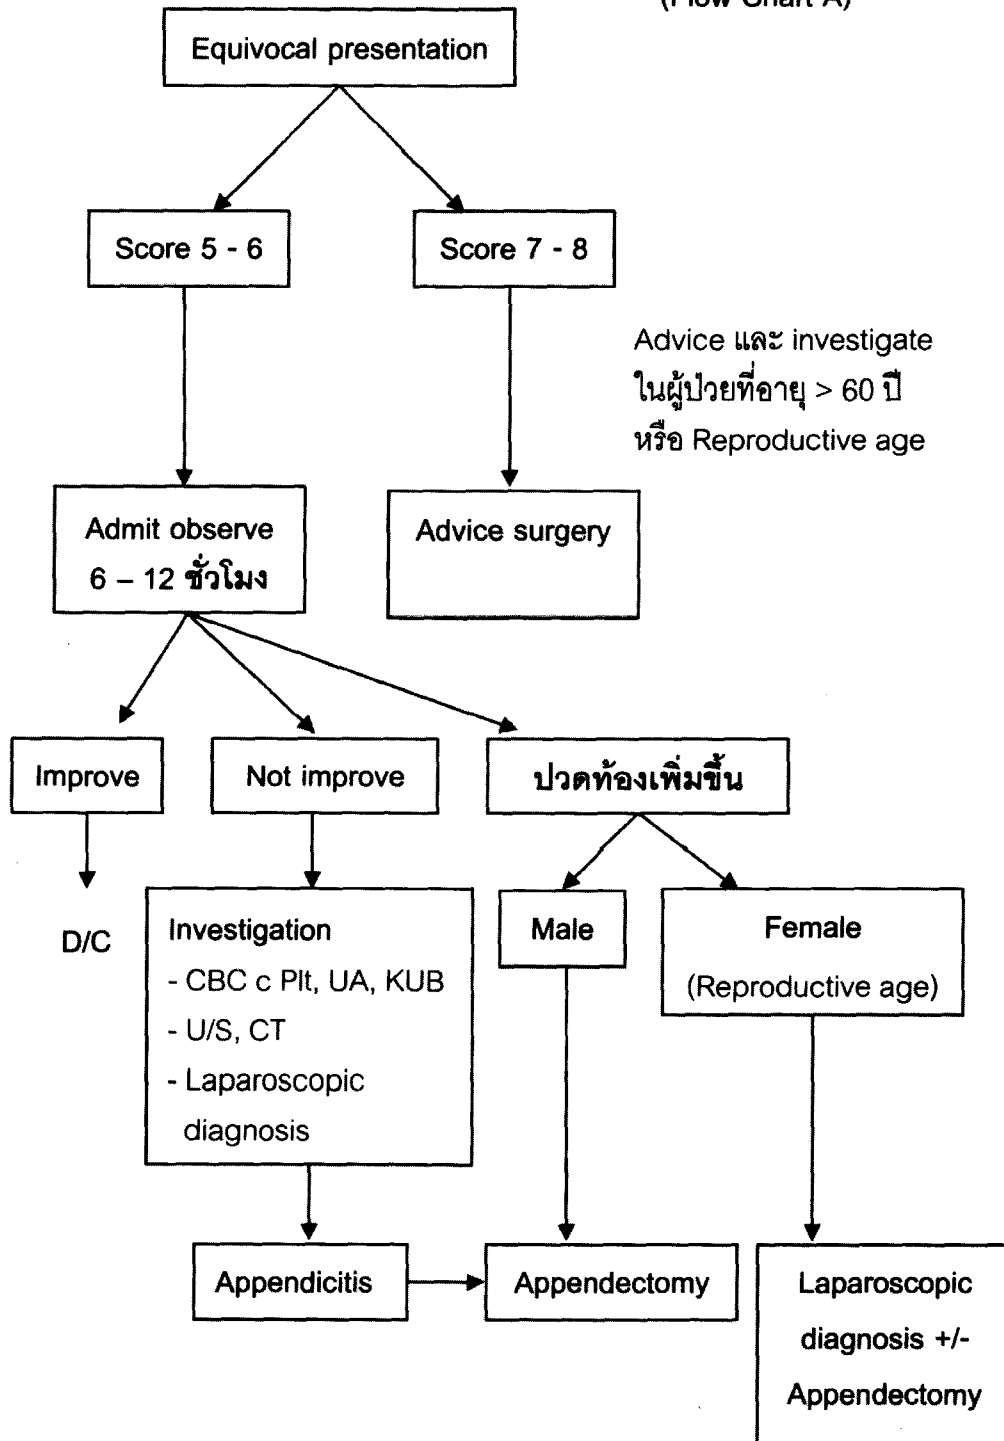 (Flow Chart A)
Equivocal presentation
Score 5 - 6
Score 7 - 8
Advice และ investigate
ในผู้ป่วยที่อายุ > 60 ปี
หรือ Reproductive age
Admit observe
6 – 12 ชั่วโมง
Advice surgery
Improve
Not improve
ปวดท้องเพิ่มขึ้น
D/C
Investigation
- CBC c Plt, UA, KUB
- U/S, CT
- Laparoscopic
diagnosis
Male
Female
(Reproductive age)
Appendicitis
Appendectomy
Laparoscopic
diagnosis +/-
Appendectomy